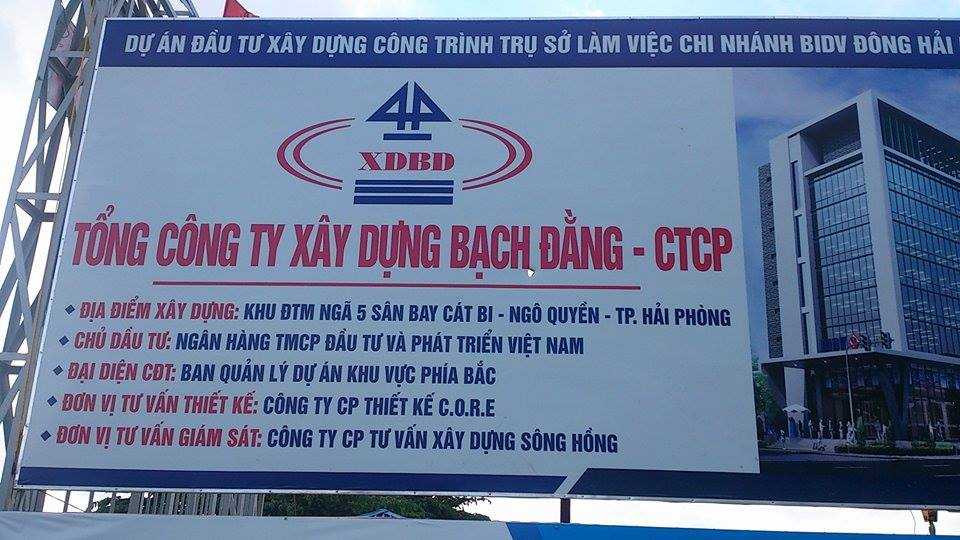 DỰ ÁN ĐẦU TƯ XÂY DỰNG CÔNG TRÌNH TRỤ SỞ LÀM VIỆC CHI NHÁNH BIDV ĐÔNG HẢI
XDBD
TỔNG CÔNG TY XÂY DỰNG BẠCH ĐẰNG - CTCP
ĐỊA ĐIỂM XÂY DỰNG: KHU ĐTM NGÃ 5 SÂN BAY CÁT BI - NGÔ QUYỀN - TP. HẢI PHÒNG
CHỦ ĐẦU TƯ: NGÂN HÀNG TMCP ĐẦU TƯ VÀ PHÁT TRIỂN VIỆT NAM
ĐẠI DIỆN CĐT: BAN QUẢN LÝ DỰ ÁN KHU VỰC PHÍA BẮC
ĐƠN VỊ TƯ VẤN THIẾT KẾ: CÔNG TY CP THIẾT KẾ C.O.R.E
ĐƠN VỊ TƯ VẤN GIÁM SÁT: CÔNG TY CP TƯ VẤN XÂY DỰNG SÔNG HỒNG